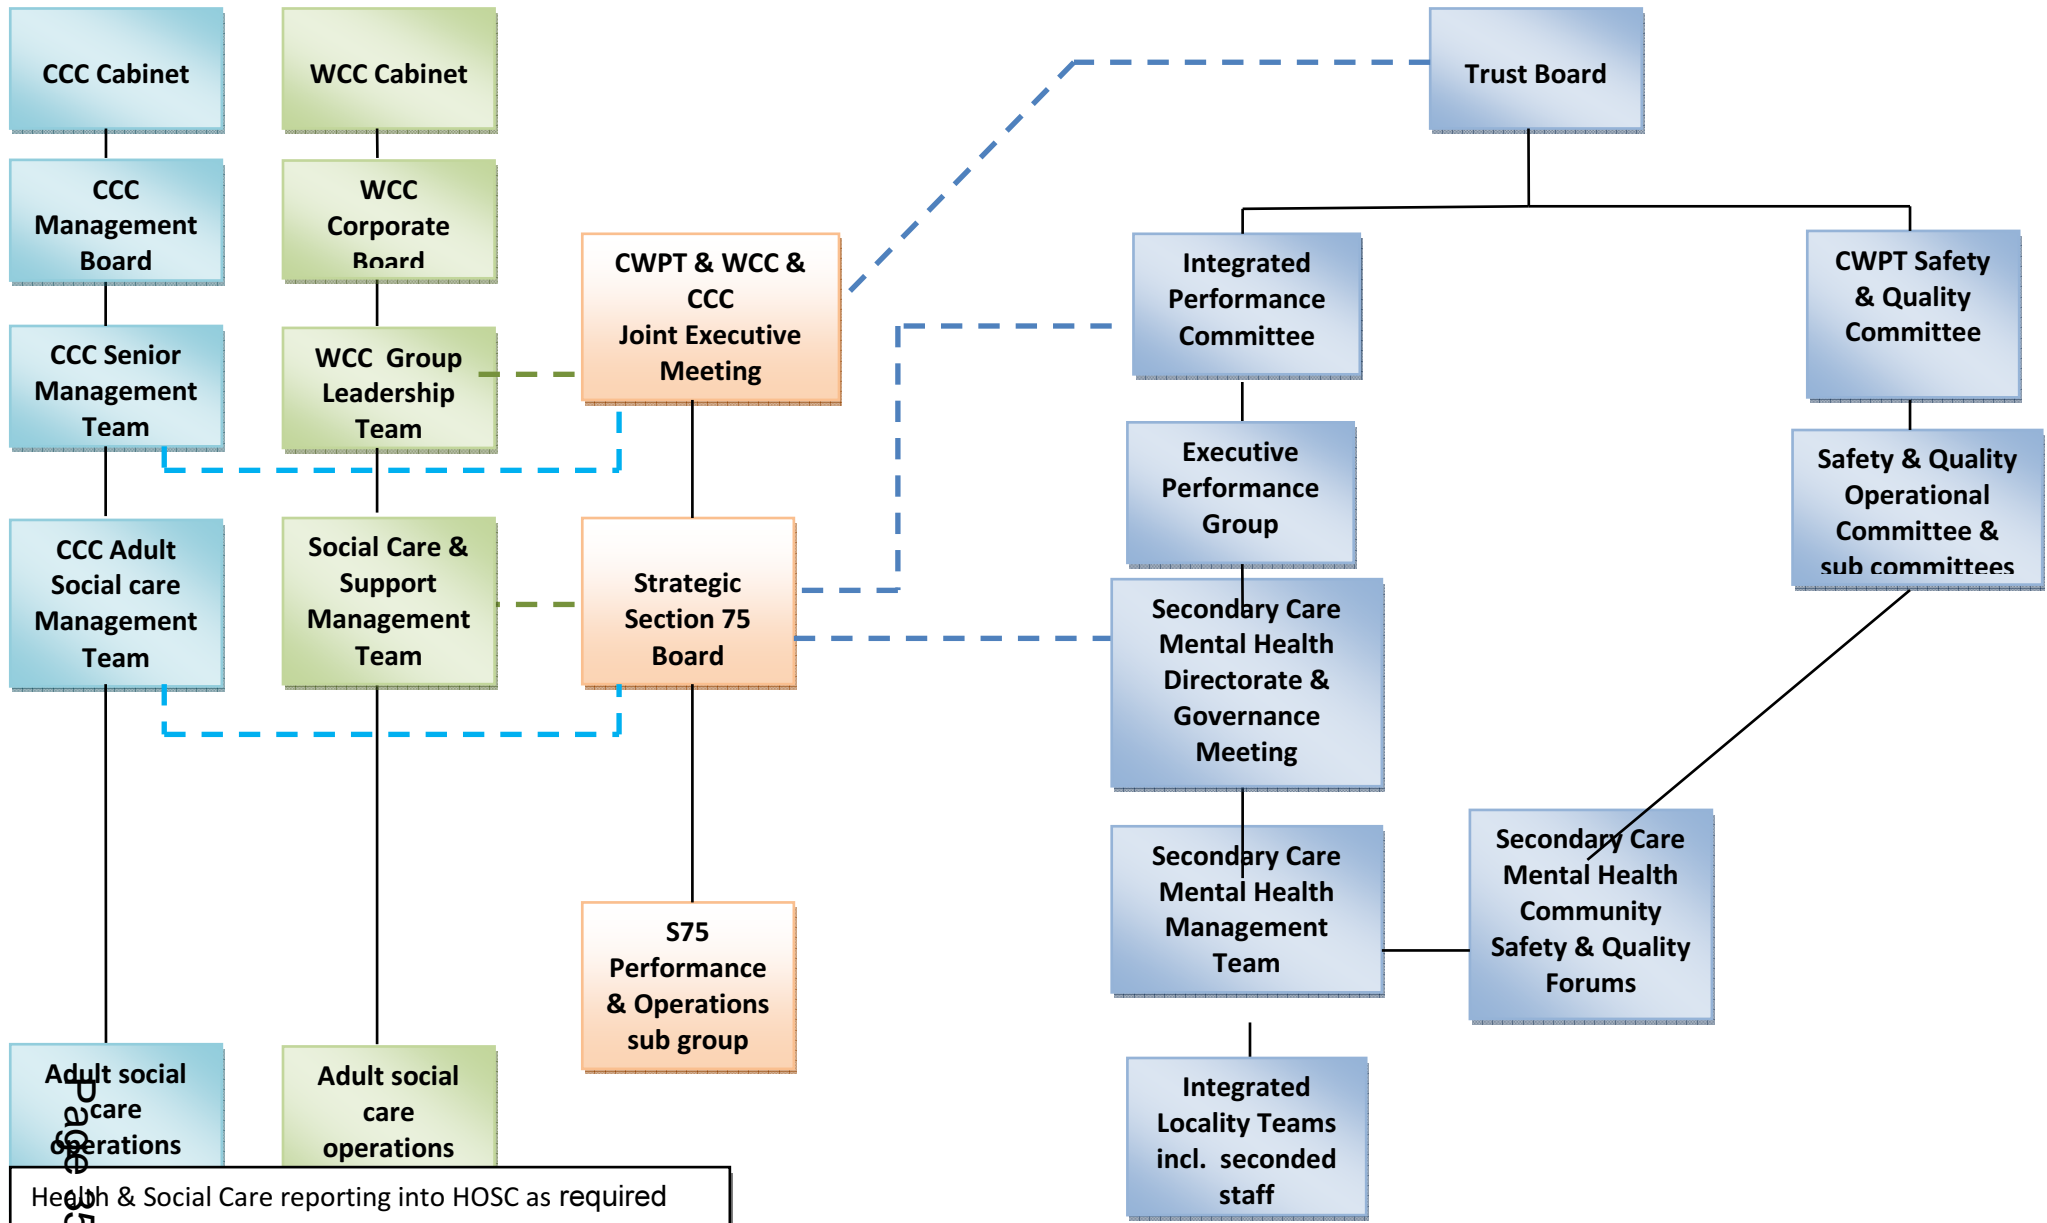 CCC Cabinet
WCC Cabinet
Trust Board
CCC
Management
Board
WCC
Corporate
Board
CWPT & WCC &
CCC
Joint Executive
Meeting
Integrated
Performance
Committee
CWPT Safety
& Quality
Committee
CCC Senior
Management
Team
WCC Group
Leadership
Team
Executive
Performance
Group
Safety & Quality
Operational
Committee &
sub committees
CCC Adult
Social care
Management
Team
Social Care &
Support
Management
Team
Strategic
Section 75
Board
Secondary Care
Mental Health
Directorate &
Governance
Meeting
Secondary Care
Mental Health
Management
Team
Secondary Care
Mental Health
Community
Safety & Quality
Forums
S75
Performance
& Operations
sub group
Adult social
care
operations
Adult social
care
operations
Integrated
Locality Teams
incl. seconded
staff
Health & Social Care reporting into HOSC as required
Page 35